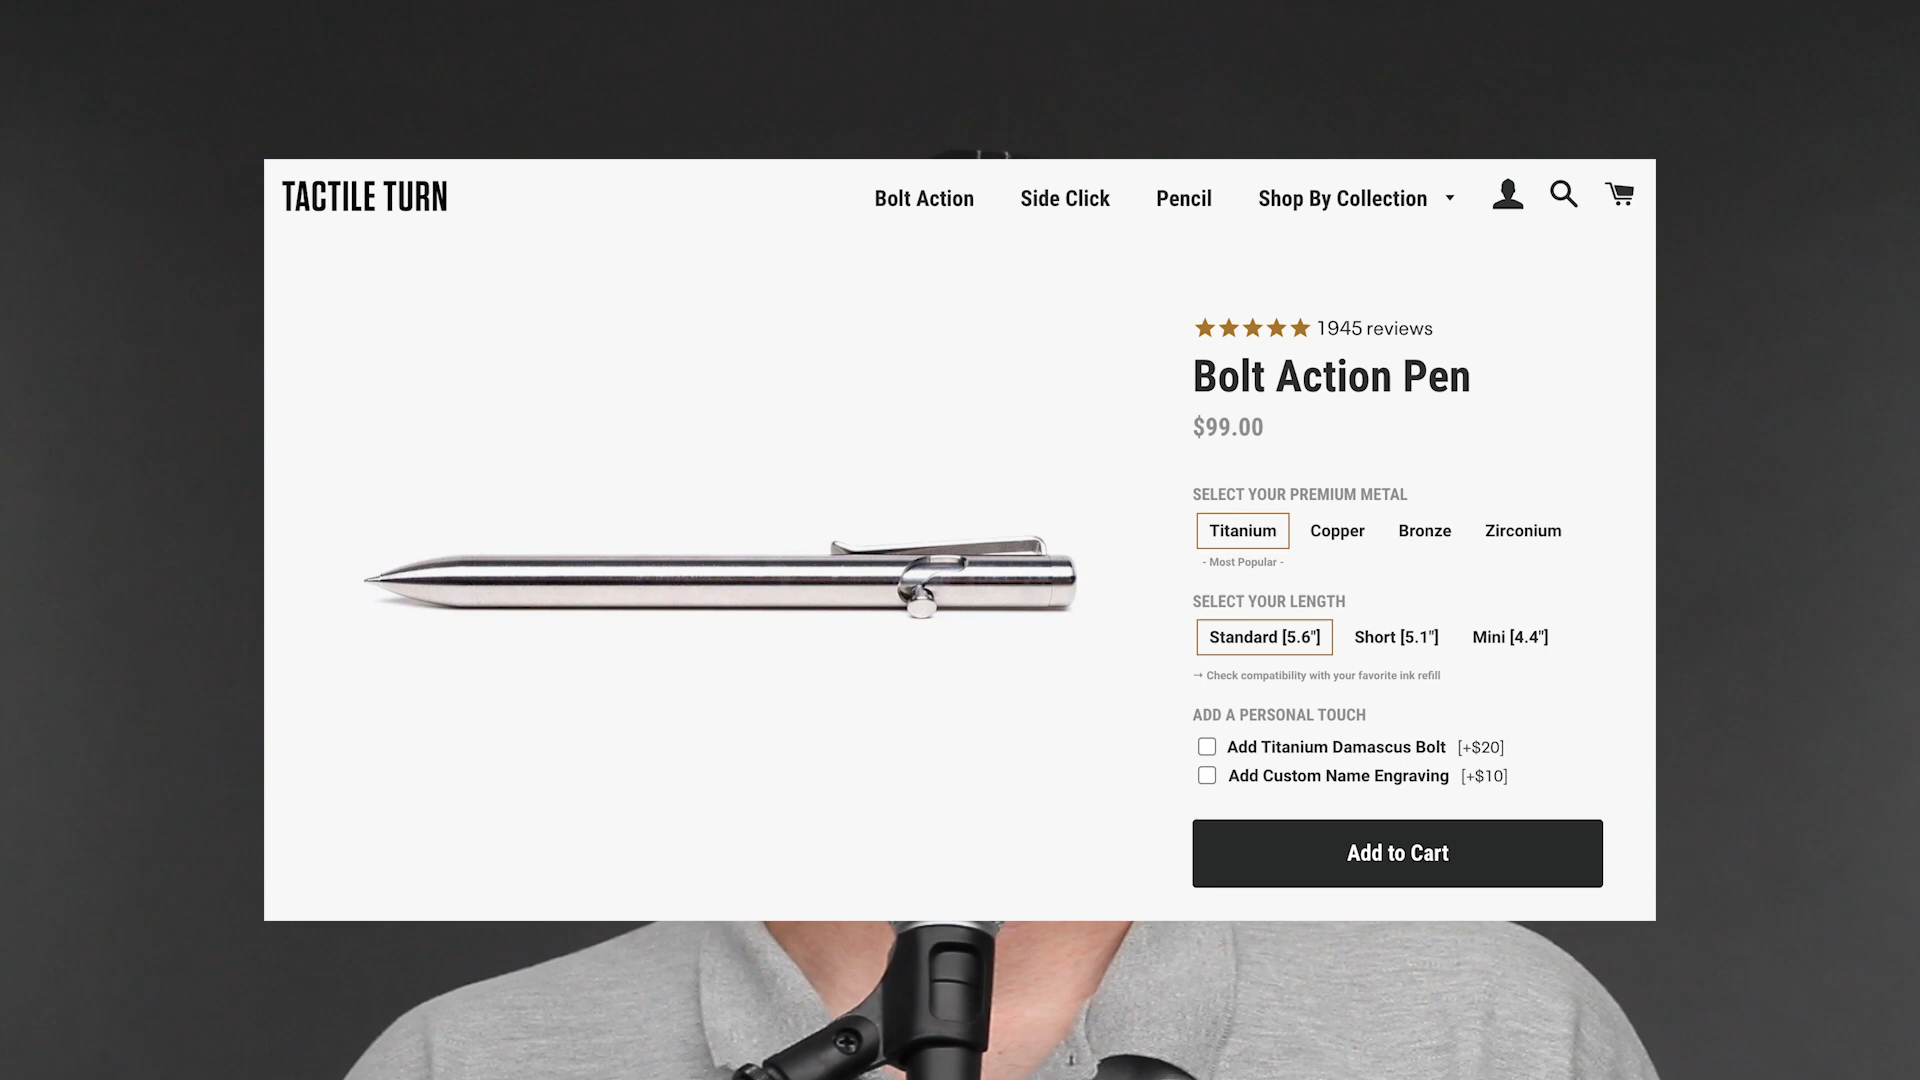 TACTILE TURN
Bolt Action Side Click Pencil Shop By Collection
1945 reviews
Bolt Action Pen
$99.00
SELECT YOUR PREMIUM METAL
Titanium Copper Bronze Zirconium
- Most Popular -
SELECT YOUR LENGTH
Standard [5.6"] Short [5.1"] Mini [4.4"]
→ Check compatibility with your favorite ink refill
ADD A PERSONAL TOUCH
Add Titanium Damascus Bolt [+$20]
Add Custom Name Engraving [+$10]
Add to Cart